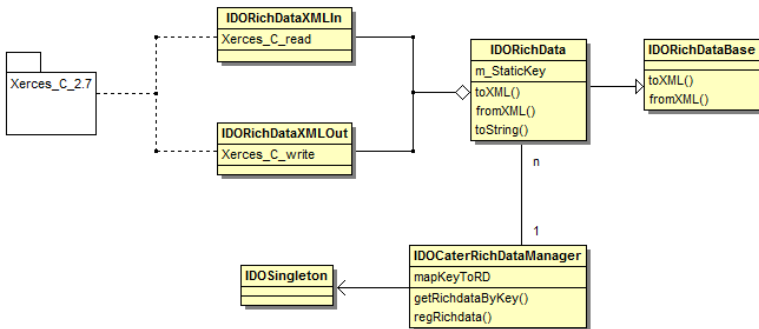 IDORichDataXMLIn
Xerces_C_read
Xerces_C_2.7
IDORichDataXMLOut
Xerces_C_write
IDORichData
m_StaticKey
toXML()
fromXML()
toString()
IDORichDataBase
toXML()
fromXML()
n
1
IDOSingleton
IDOCaterRichDataManager
mapKeyToRD
getRichdataByKey()
regRichdata()